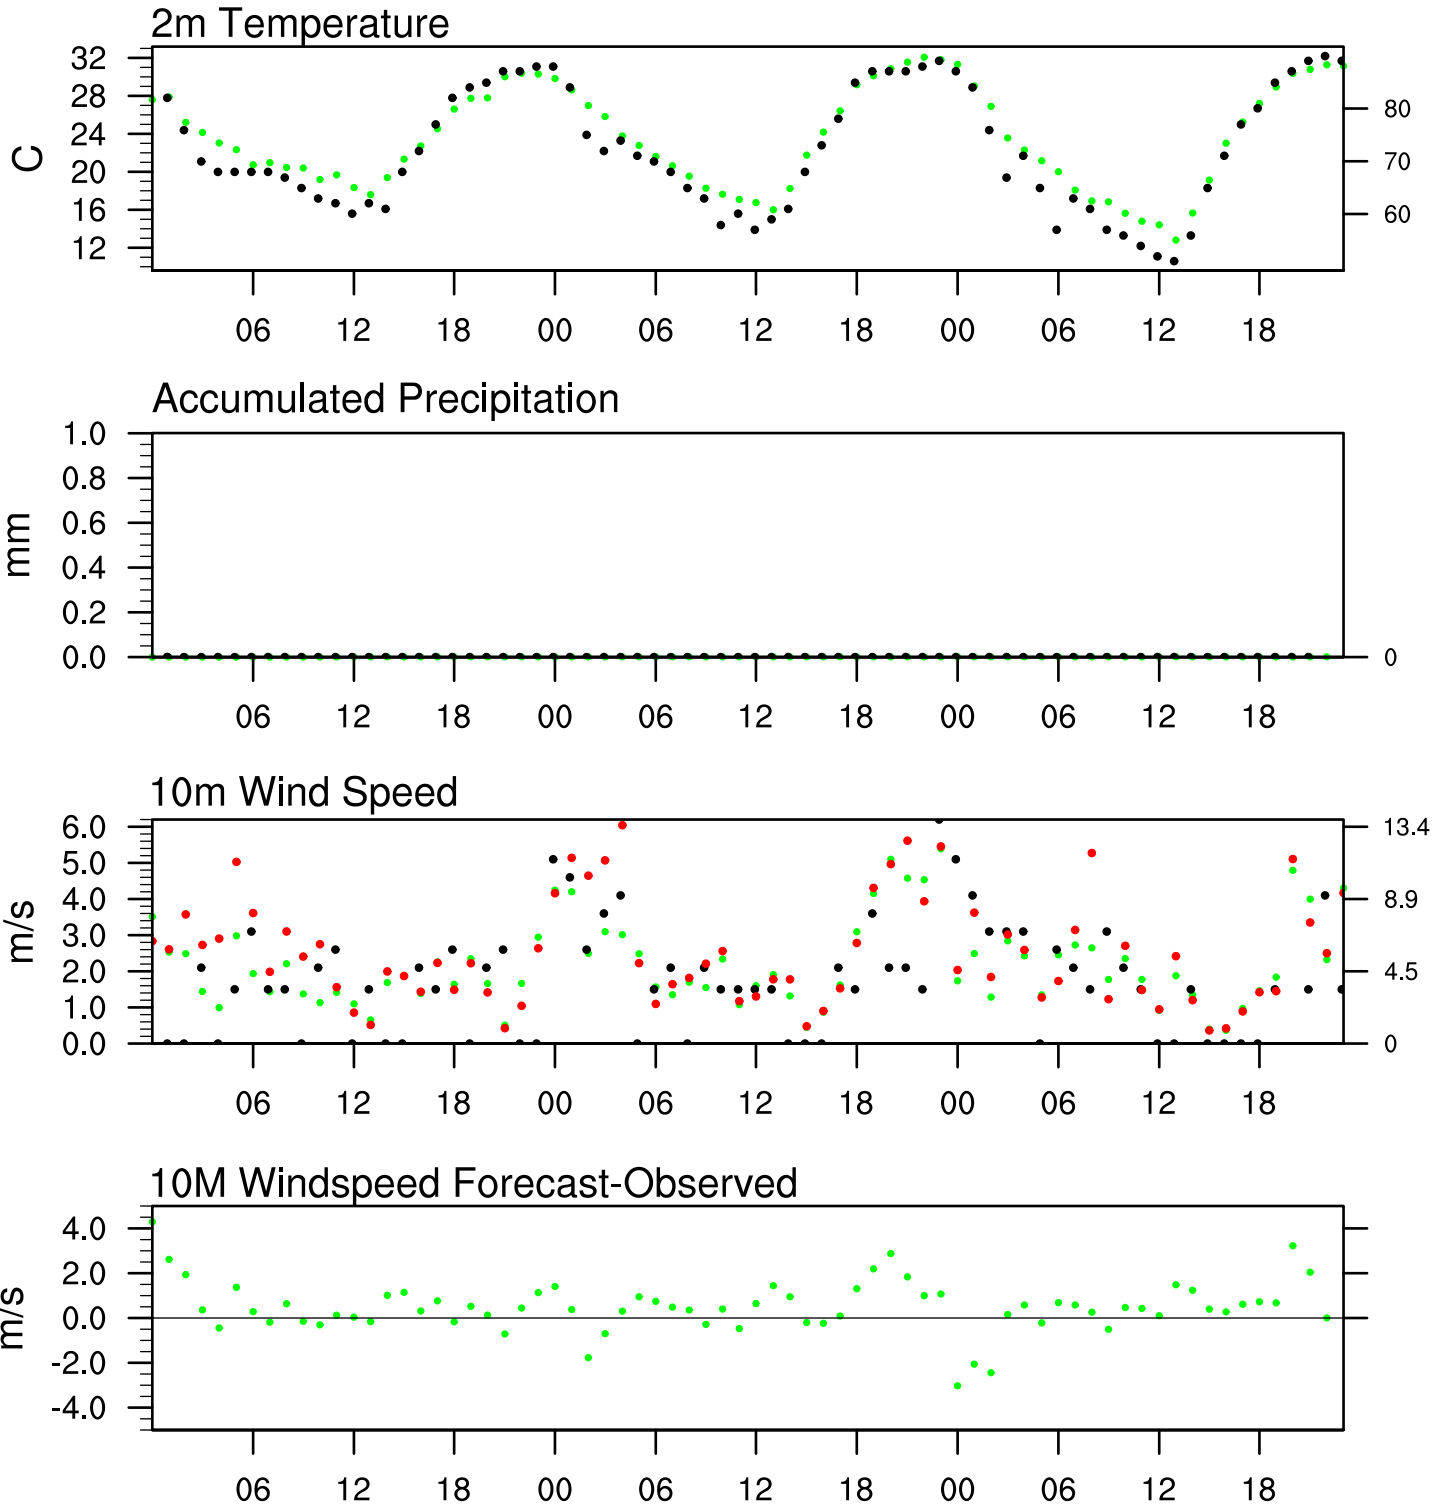 2m Temperature
32
28
24
20
16
12
C
80
70
60
06 12 18 00 06 12 18 00 06 12 18
Accumulated Precipitation
1.0
0.8
0.6
0.4
0.2
0.0
mm
0
06 12 18 00 06 12 18 00 06 12 18
10m Wind Speed
6.0
5.0
4.0
3.0
2.0
1.0
0.0
m/s
13.4
8.9
4.5
0
06 12 18 00 06 12 18 00 06 12 18
10M Windspeed Forecast-Observed
4.0
2.0
0.0
-2.0
-4.0
m/s
06 12 18 00 06 12 18 00 06 12 18